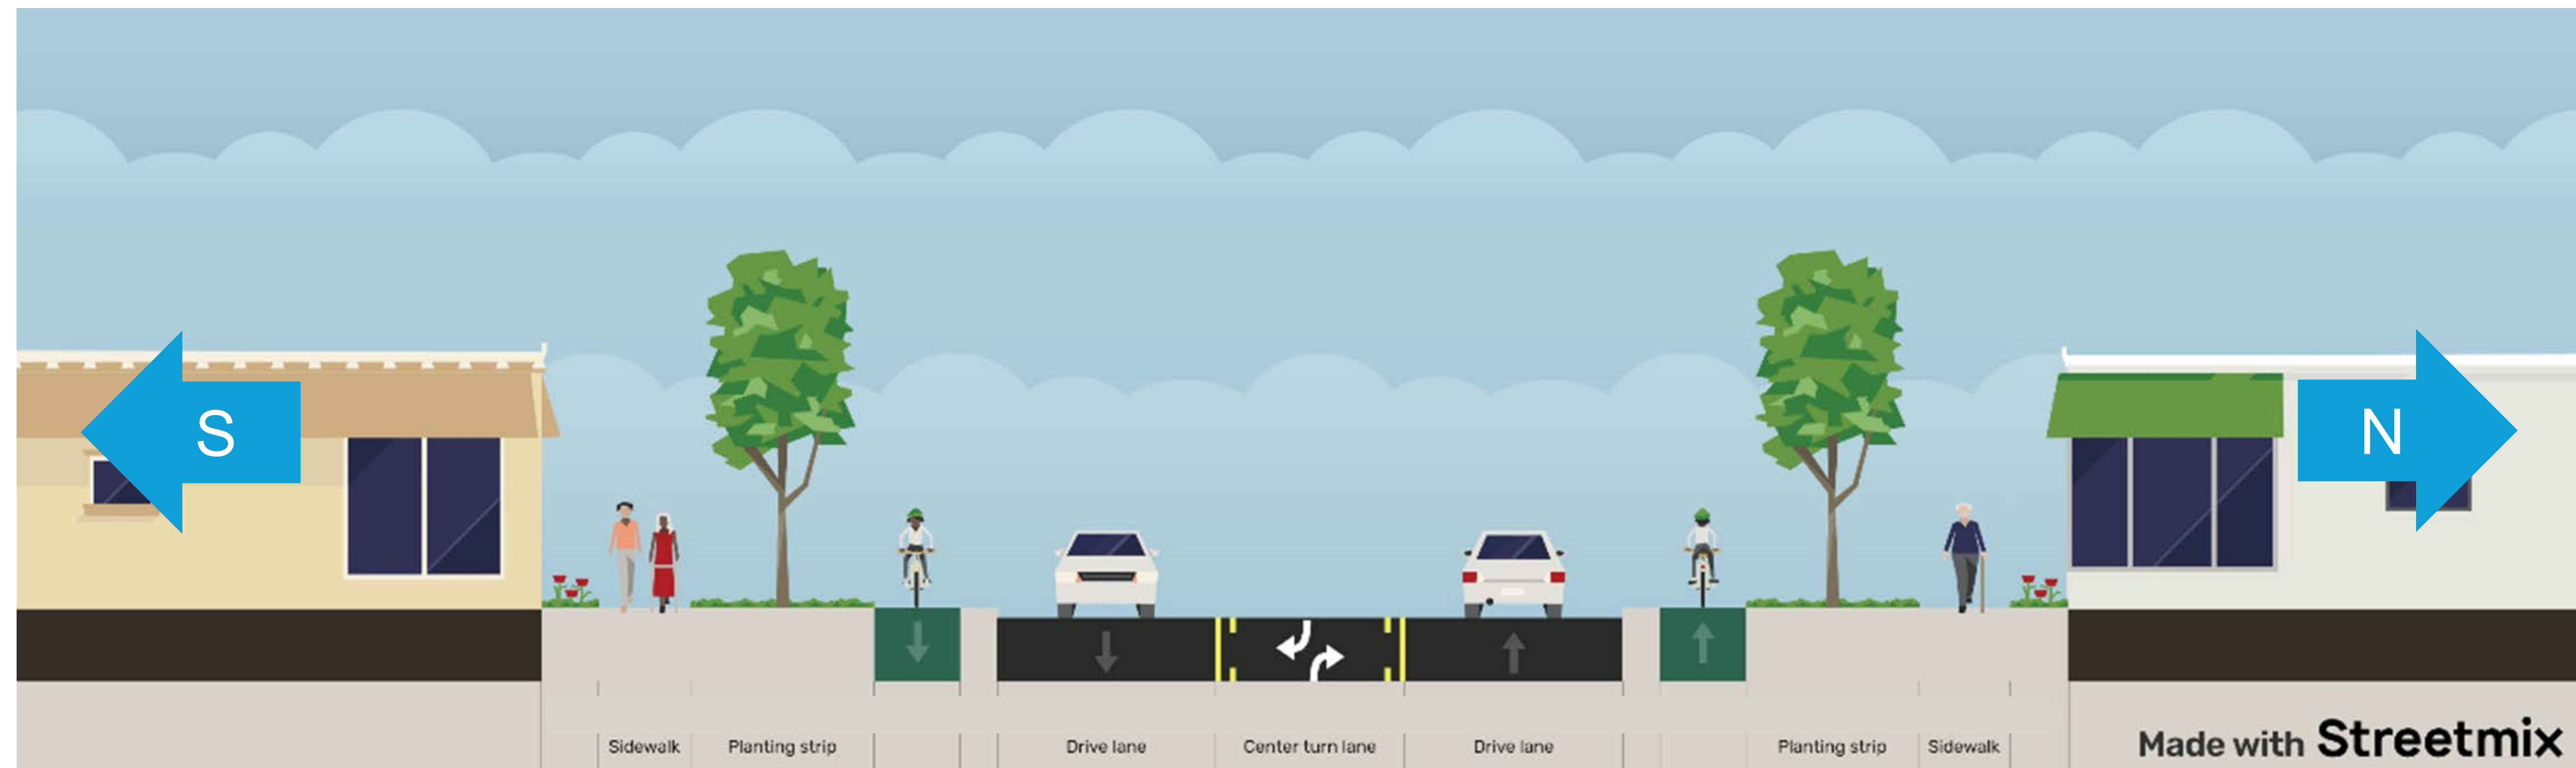 S
N
Sidewalk
Planting strip
Drive lane
Center turn lane
Drive lane
Planting strip
Sidewalk
Made with Streetmix